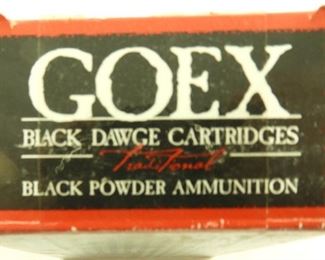 GOEX
BLACK DAWGE CARTRIDGES
Traditional
BLACK POWDER AMMUNITION